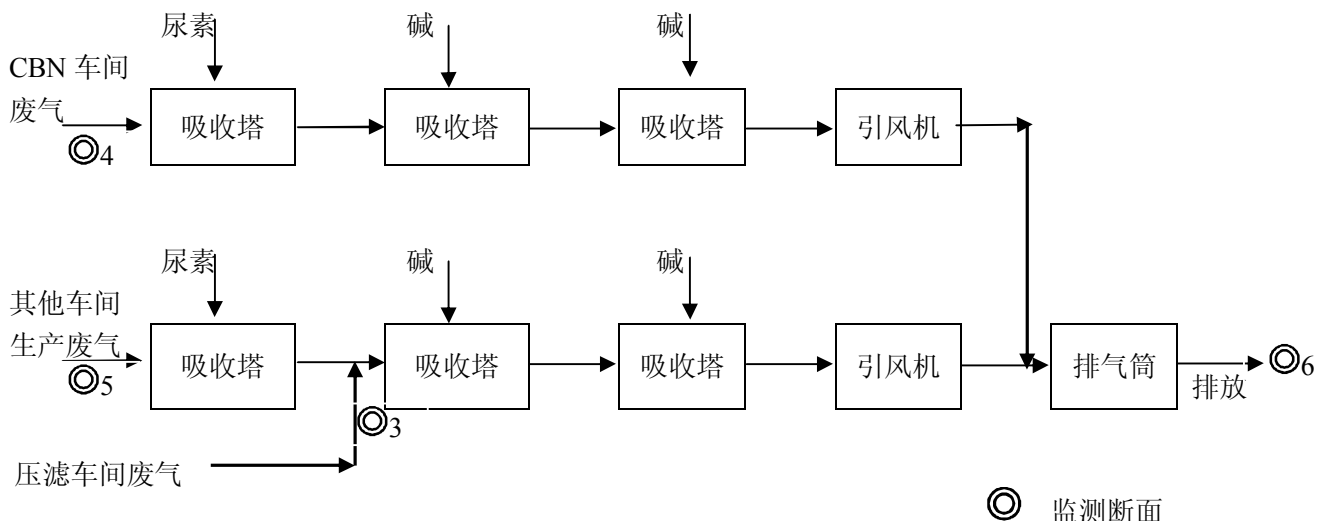 尿素
碱
碱
CBN 车间
废气
吸收塔
吸收塔
吸收塔
引风机
◎4
尿素
碱
碱
其他车间
生产废气
吸收塔
吸收塔
吸收塔
引风机
排气筒
◎6
排放
◎5
◎3
压滤车间废气
◎ 监测断面